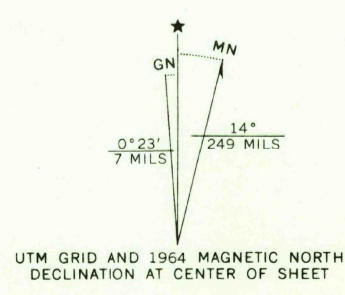 ★
MN
GN
0°23'
7 MILS
14°
249 MILS
UTM GRID AND 1964 MAGNETIC NORTH
DECLINATION AT CENTER OF SHEET